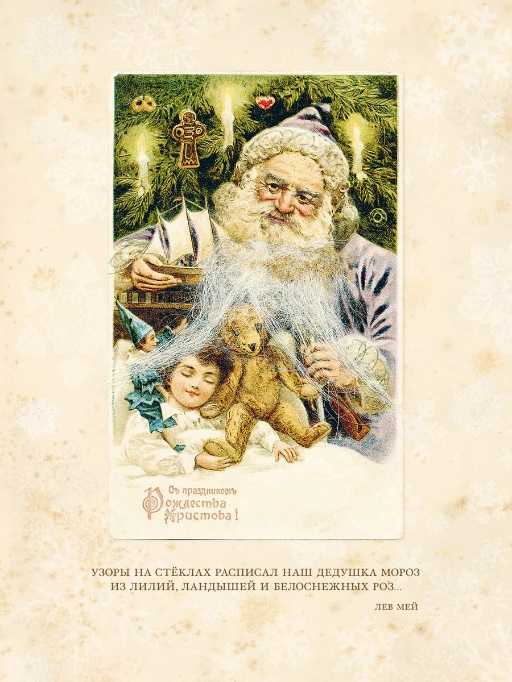 Съ праздникомъ
Рождества
Христова!
УЗОРЫ НА СТЁКЛАХ РАСПИСАЛ НАШ ДЕДУШКА МОРОЗ
ИЗ ЛИЛИЙ, ЛАНДЫШЕЙ И БЕЛОСНЕЖНЫХ РОЗ...
ЛЕВ МЕЙ